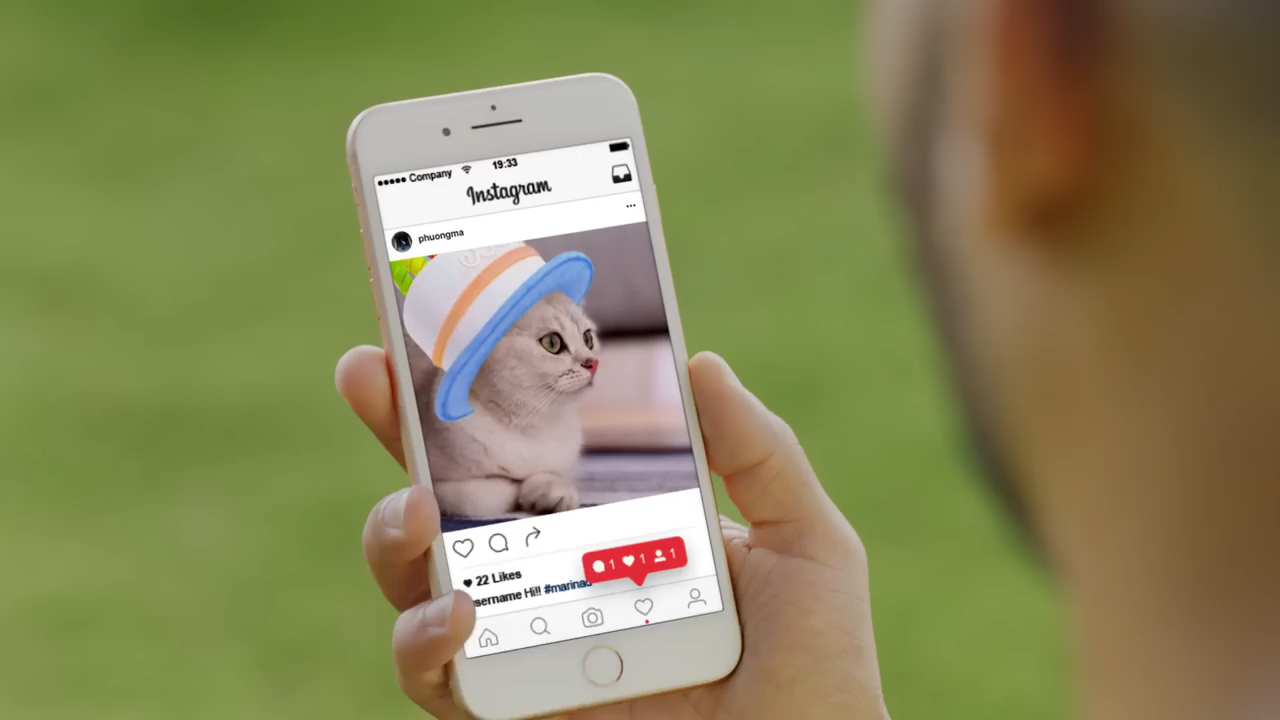 Company 19:33
Instagram
phuongma
22 Likes
sername Hi!! #marina
1 1 1